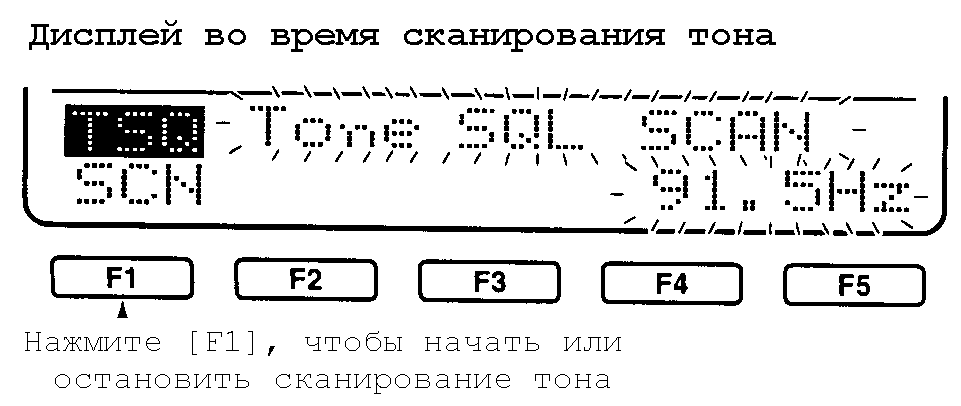 Дисплей во время сканирования тона
TSQ Tone SQL SCAN
SCN 91.5Hz
F1 F2 F3 F4 F5
Нажмите [F1], чтобы начать или
остановить сканирование тона